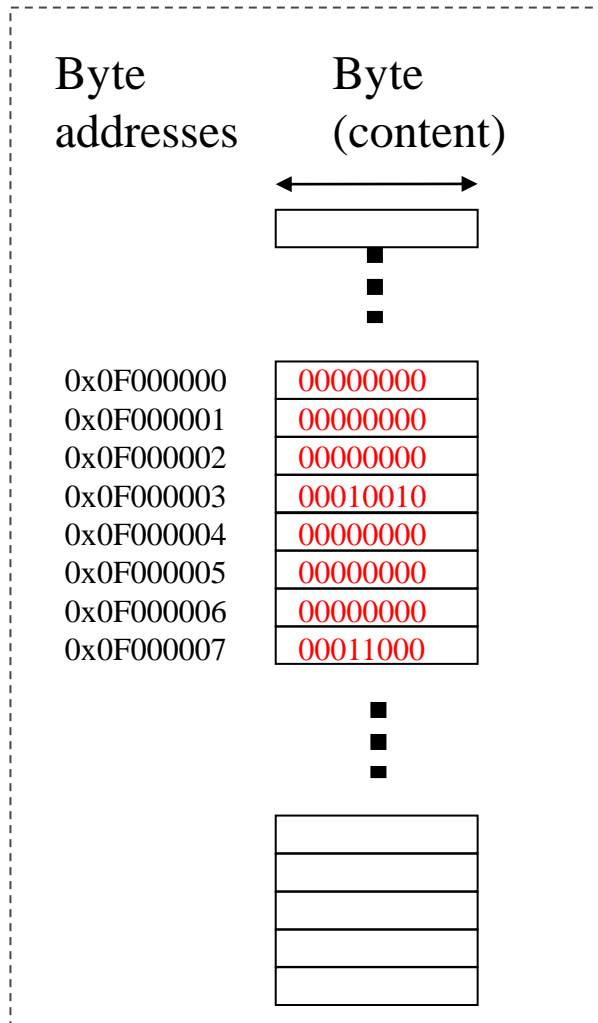 Byte addresses
Byte (content)
0x0F000000 00000000
0x0F000001 00000000
0x0F000002 00000000
0x0F000003 00010010
0x0F000004 00000000
0x0F000005 00000000
0x0F000006 00000000
0x0F000007 00011000